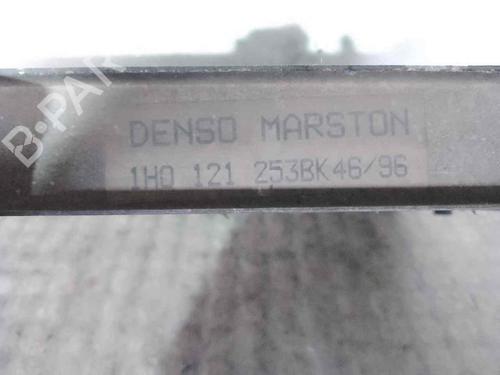 B-PARTS
DENSO MARSTON
1H0 121 253BK46/96